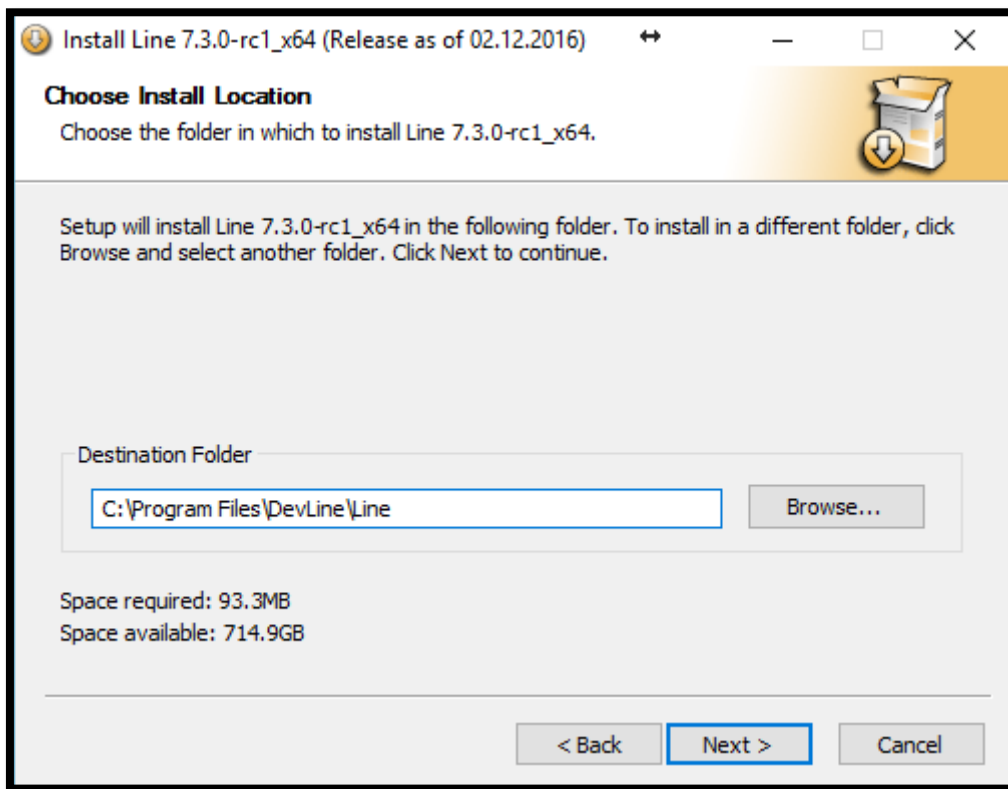 Install Line 7.3.0-rc1_x64 (Release as of 02.12.2016)
Choose Install Location
Choose the folder in which to install Line 7.3.0-rc1_x64.
Setup will install Line 7.3.0-rc1_x64 in the following folder. To install in a different folder, click
Browse and select another folder. Click Next to continue.
Destination Folder
C:\Program Files\DevLine\Line
Browse...
Space required: 93.3MB
Space available: 714.9GB
< Back
Next >
Cancel